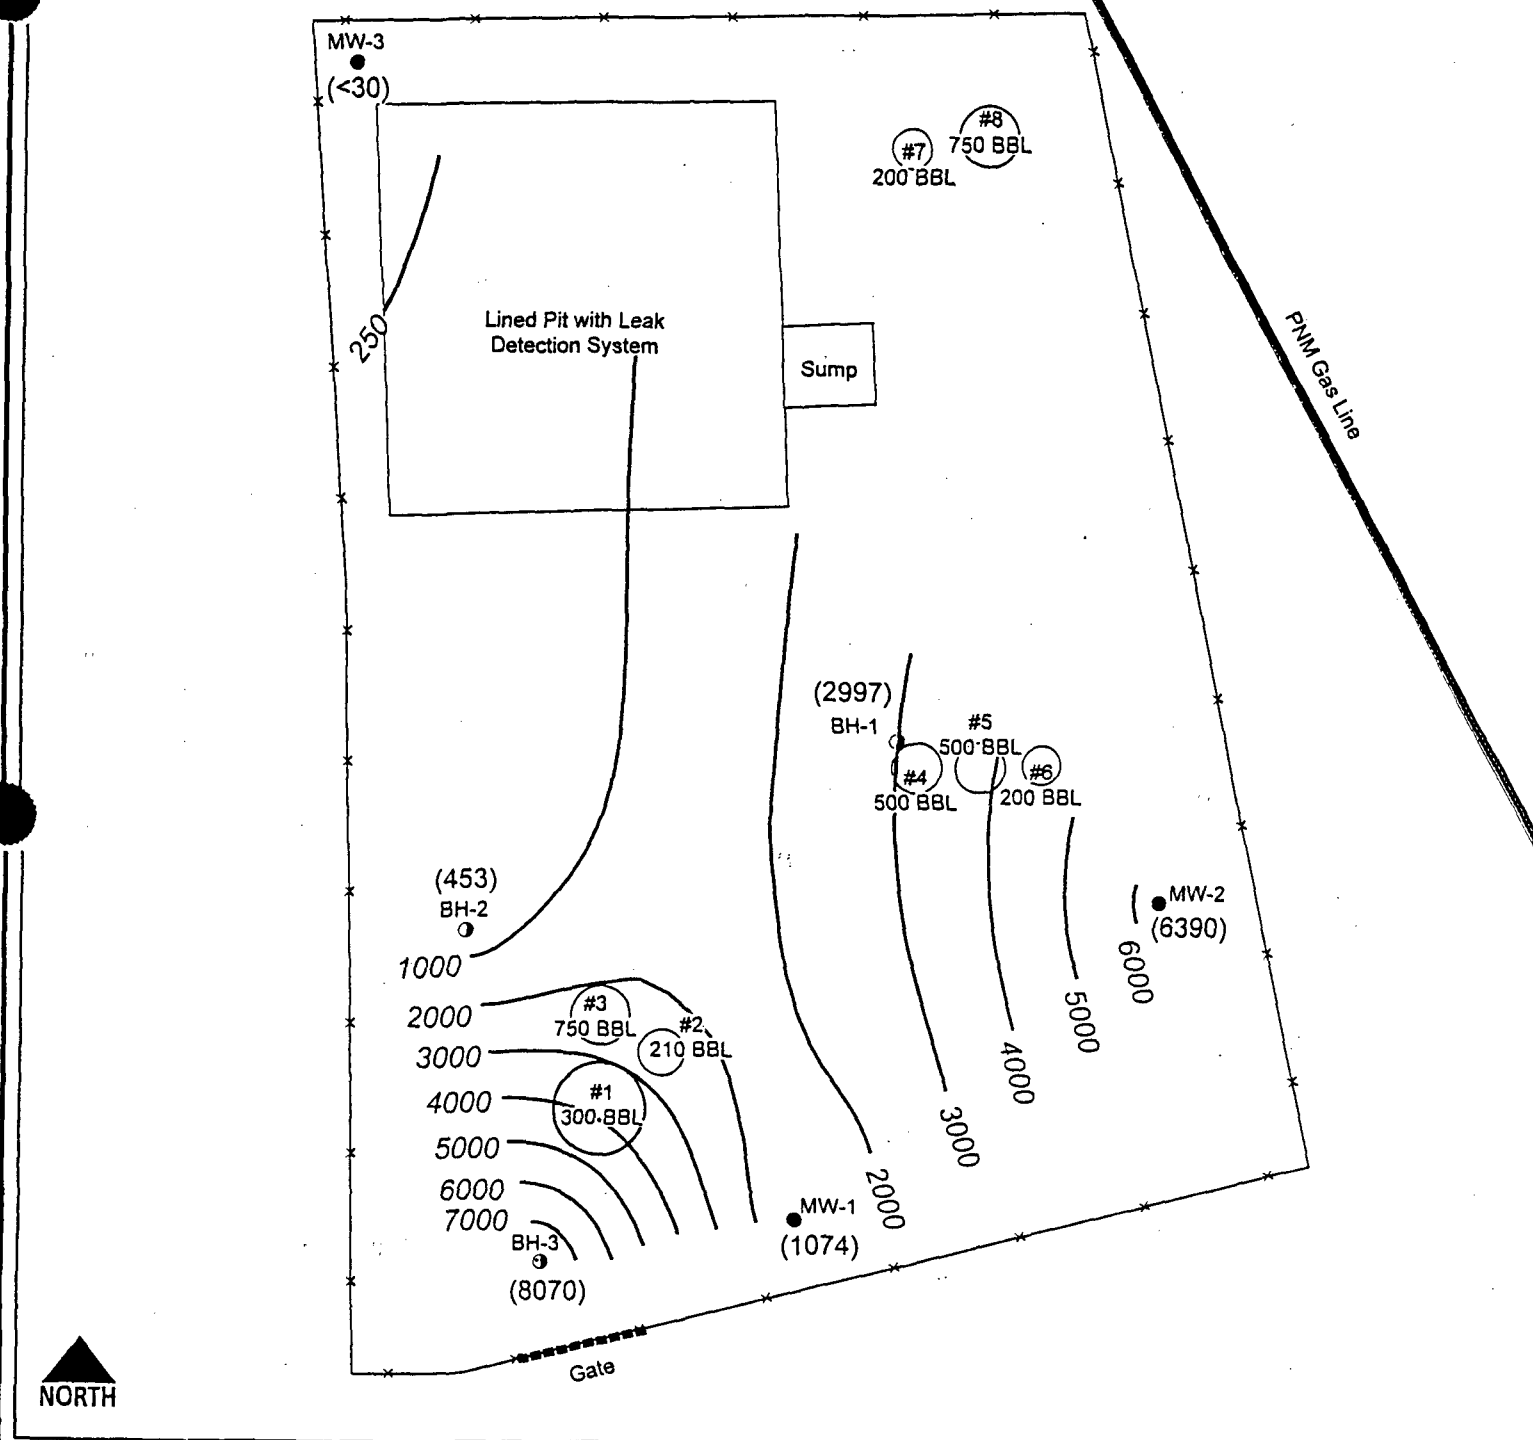 MW-3
(<30)
#7
200 BBL
#8
750 BBL
250
Lined Pit with Leak
Detection System
Sump
PNM Gas Line
(2997)
BH-1
#5
500 BBL
#4
500 BBL
#6
200 BBL
(453)
BH-2
MW-2
(6390)
1000
2000
3000
4000
5000
6000
7000
#3
750 BBL
#2
210 BBL
#1
300 BBL
BH-3
(8070)
MW-1
(1074)
2000
3000
4000
5000
6000
Gate
NORTH